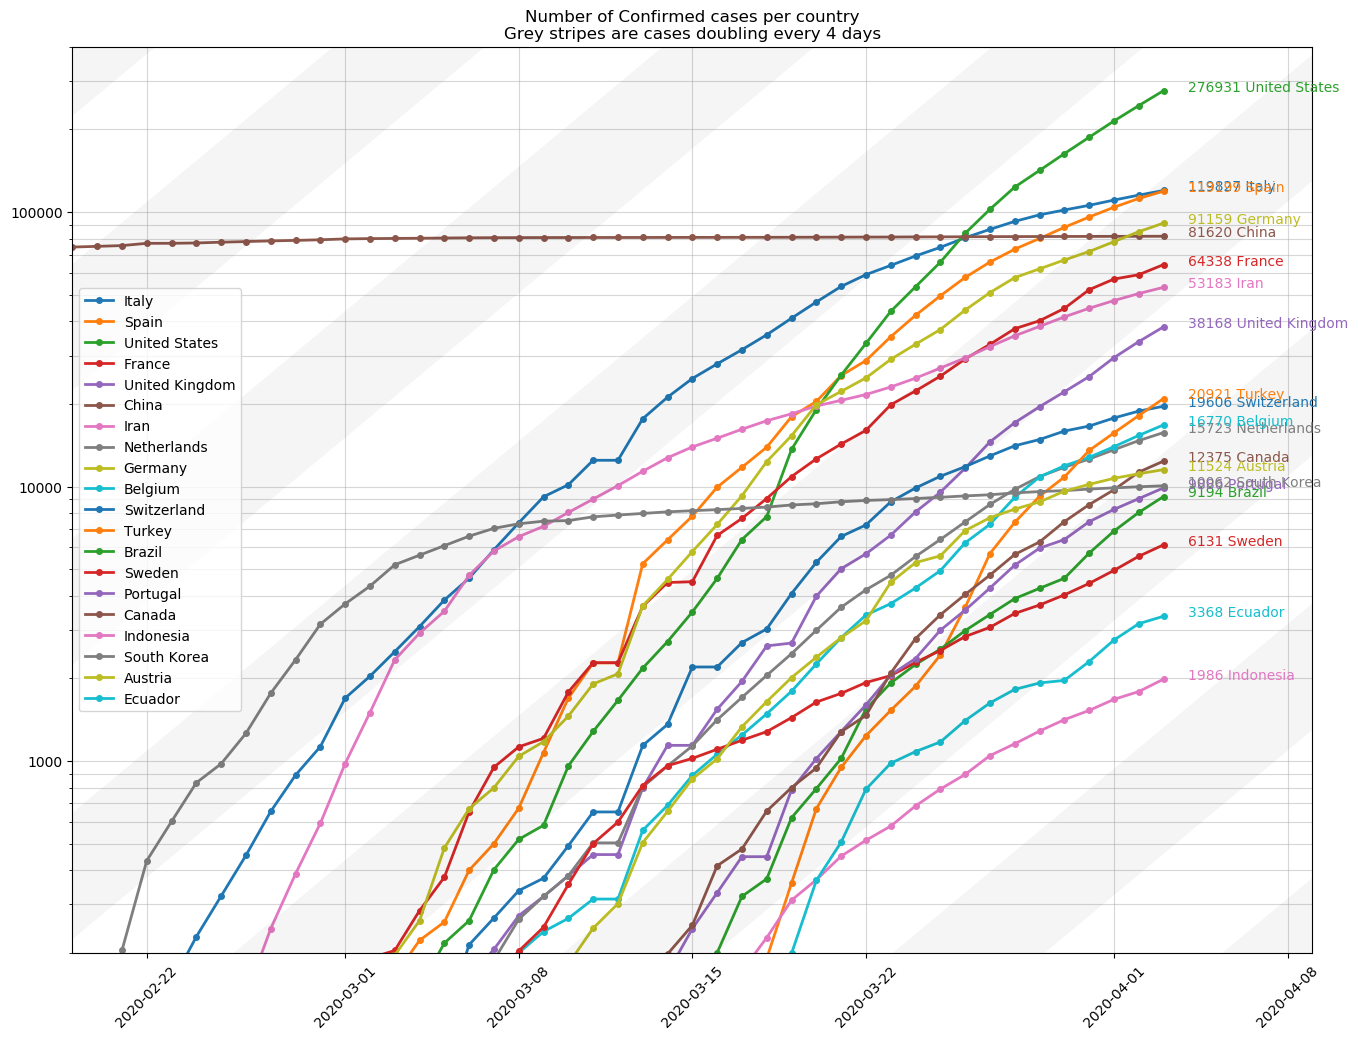 Number of Confirmed cases per country
Grey stripes are cases doubling every 4 days
100000
10000
1000
2020-02-22
2020-03-01
2020-03-08
2020-03-15
2020-03-22
2020-04-01
2020-04-08
Italy
Spain
United States
France
United Kingdom
China
Iran
Netherlands
Germany
Belgium
Switzerland
Turkey
Brazil
Sweden
Portugal
Canada
Indonesia
South Korea
Austria
Ecuador
276931 United States
Italy
Spain
91159 Germany
81620 China
64338 France
53183 Iran
38168 United Kingdom
20921 Turkey
19606 Switzerland
16770 Belgium
15723 Netherlands
12375 Canada
11524 Austria
10062 South Korea
Portugal
9194 Brazil
6131 Sweden
3368 Ecuador
1986 Indonesia